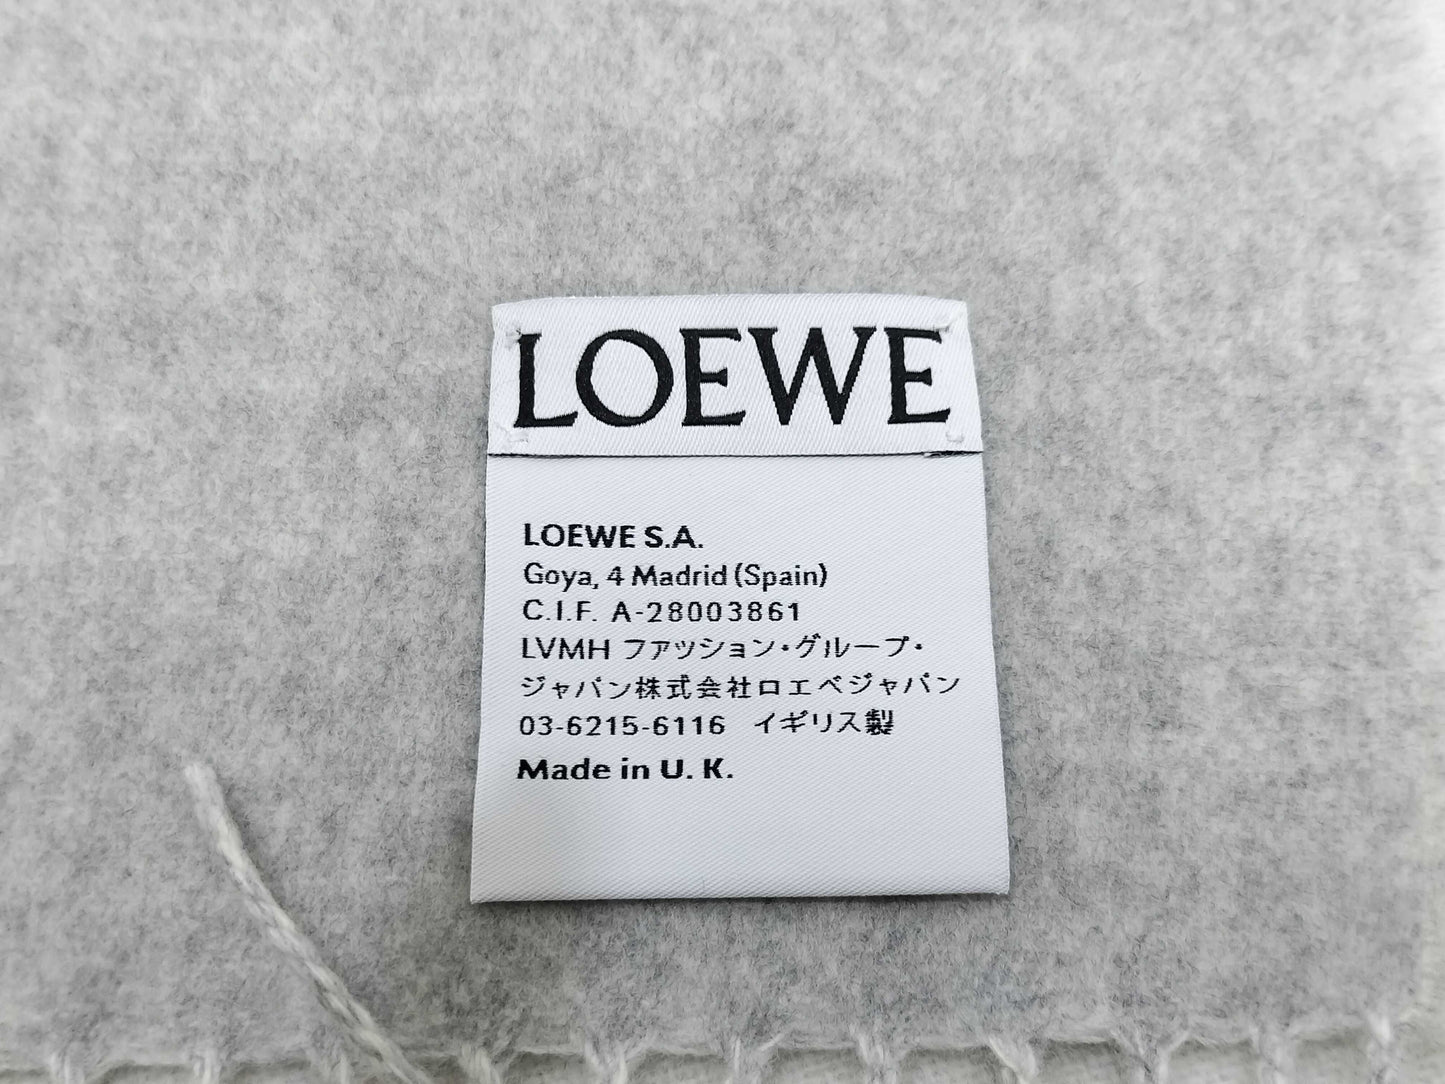 LOEWE
LOEWE S.A.
Goya, 4 Madrid (Spain)
C.I.F. A-28003861
LVMH ファッション・グループ・
ジャパン株式会社ロエベジャパン
03-6215-6116 イギリス製
Made in U. K.